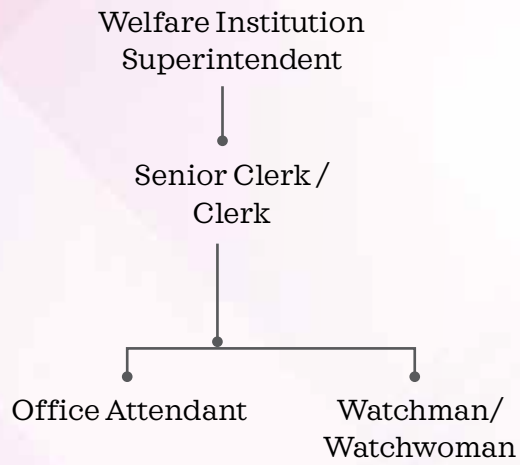 Welfare Institution
Superintendent
Senior Clerk /
Clerk
Office Attendant
Watchman/
Watchwoman